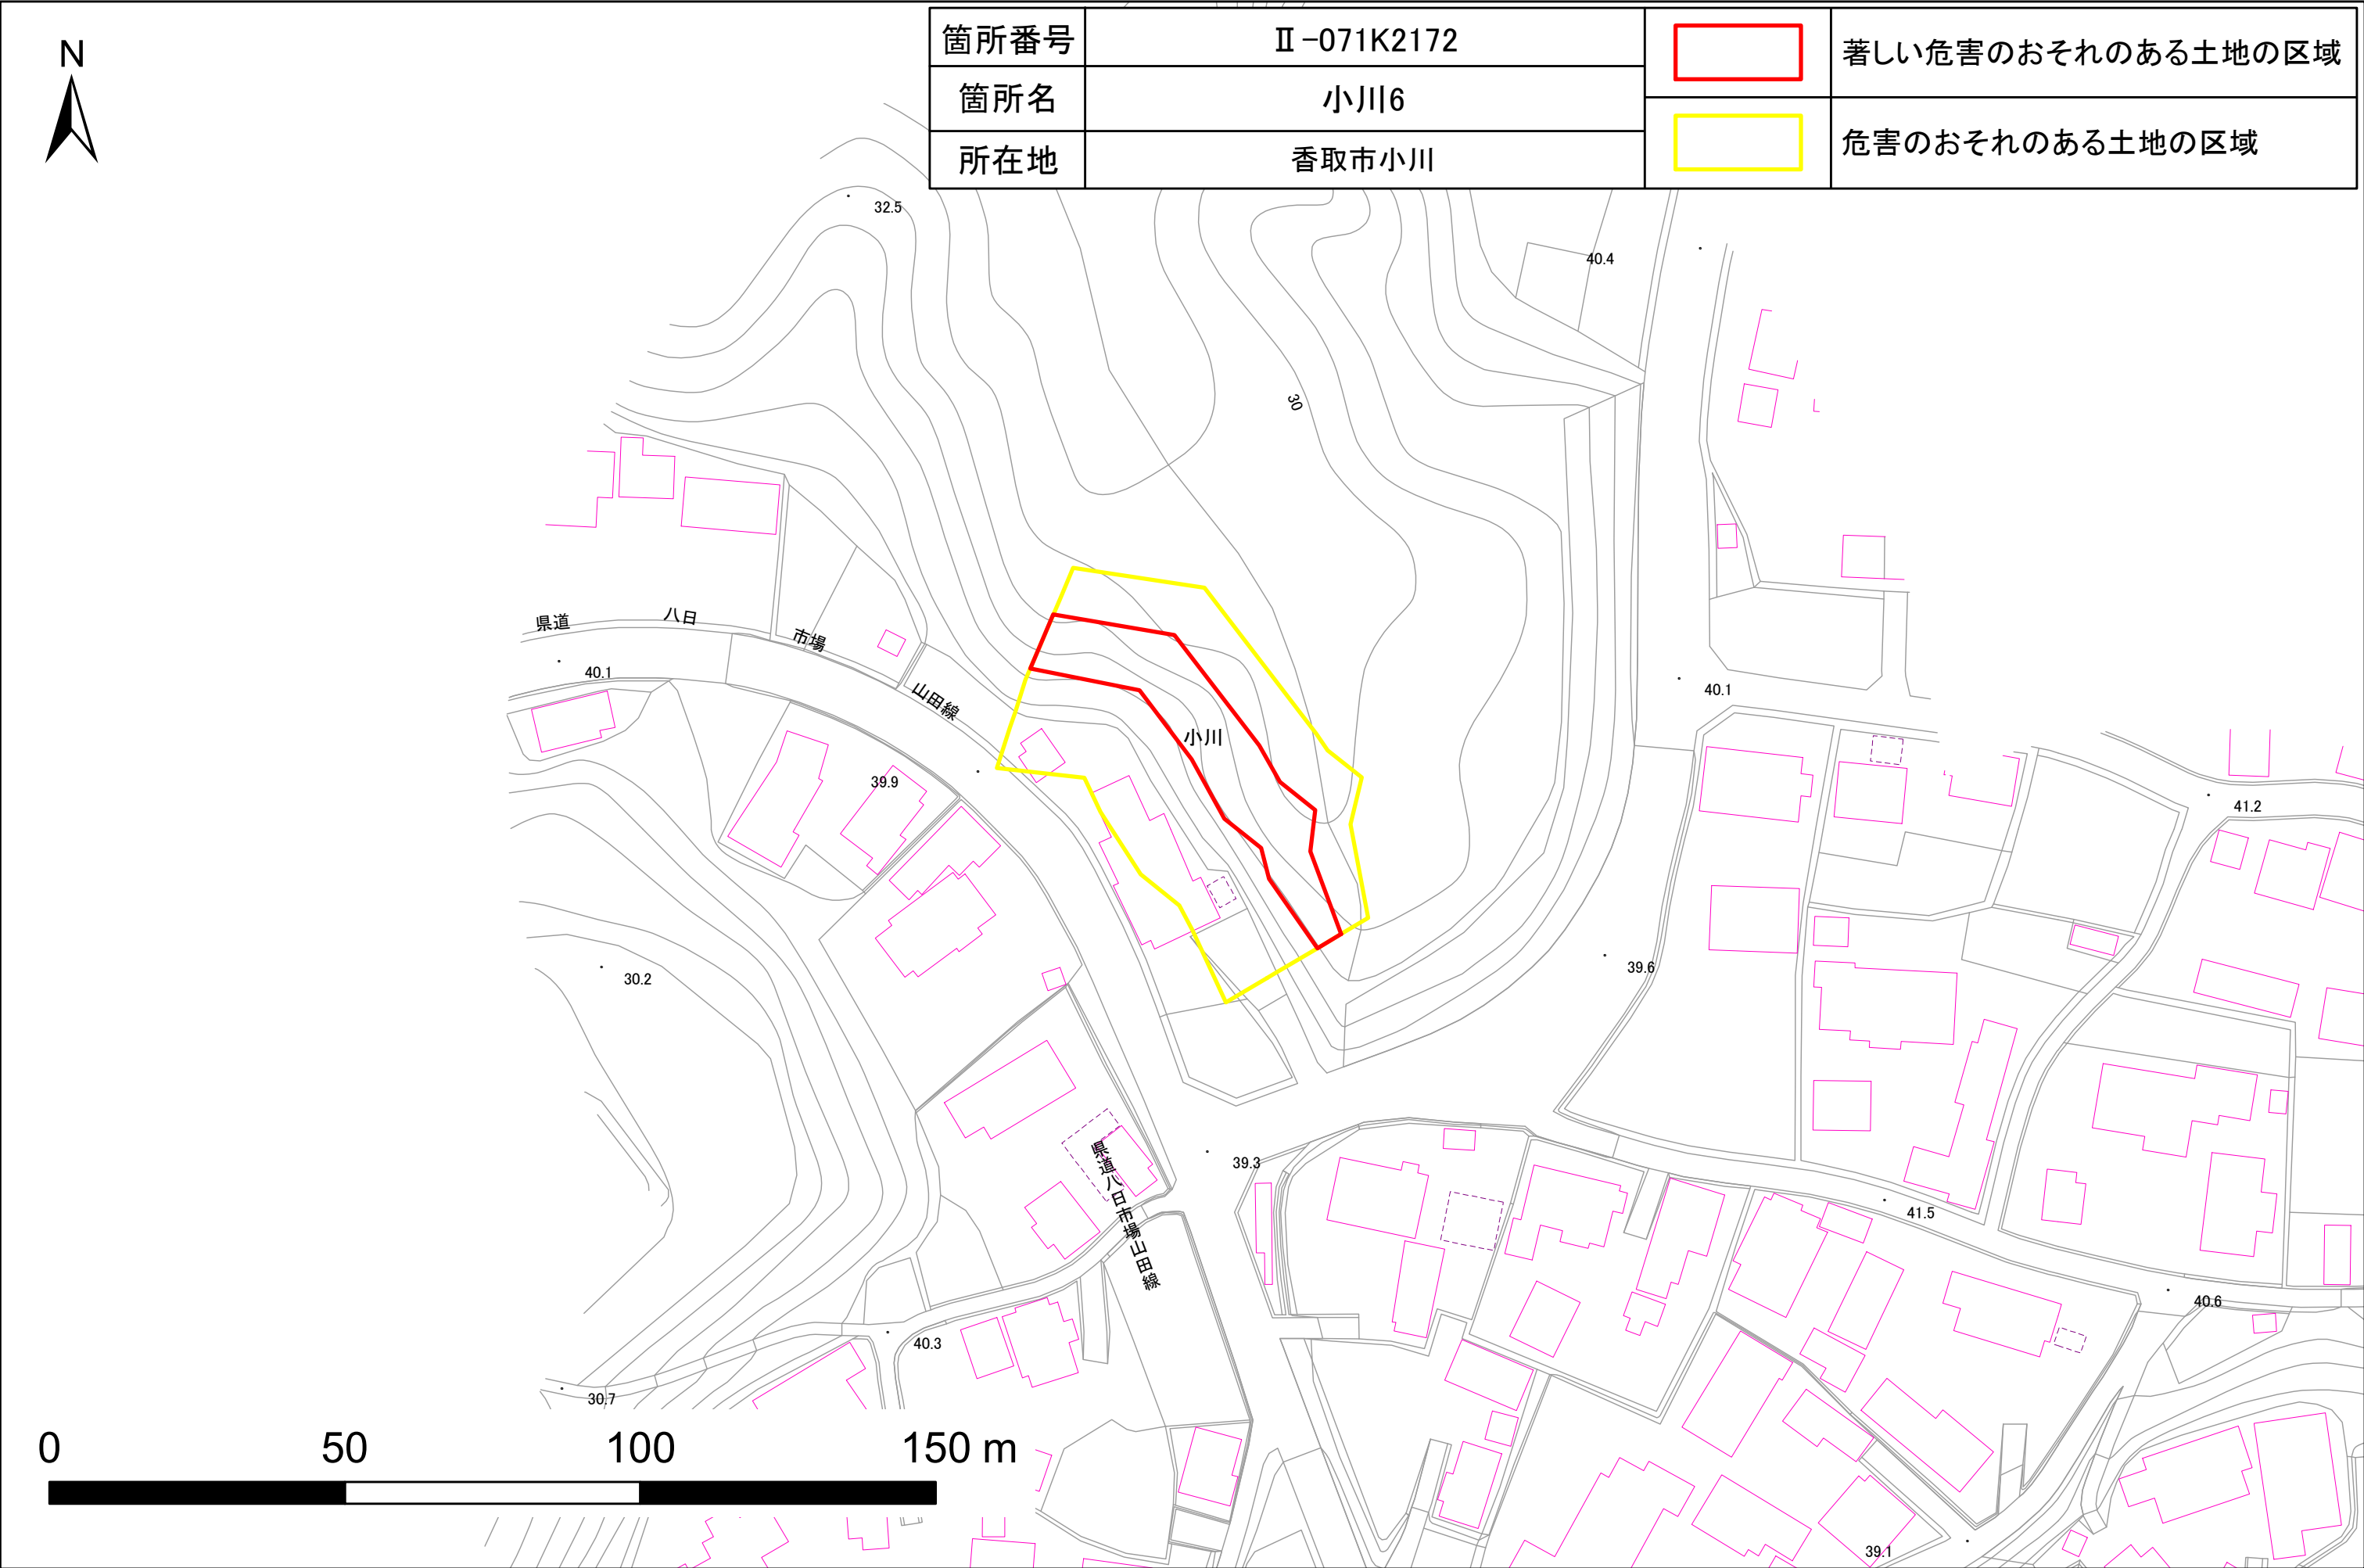 N
箇所番号
Ⅱ-071K2172
箇所名
小川6
所在地
香取市小川
著しい危害のおそれのある土地の区域
危害のおそれのある土地の区域
32.5
40.4
30
県道 八日市場山田線
40.1
小川
40.1
39.9
41.2
30.2
39.6
39.3
県道八日市場山田線
41.5
40.6
40.3
30.7
0 50 100 150 m
39.1